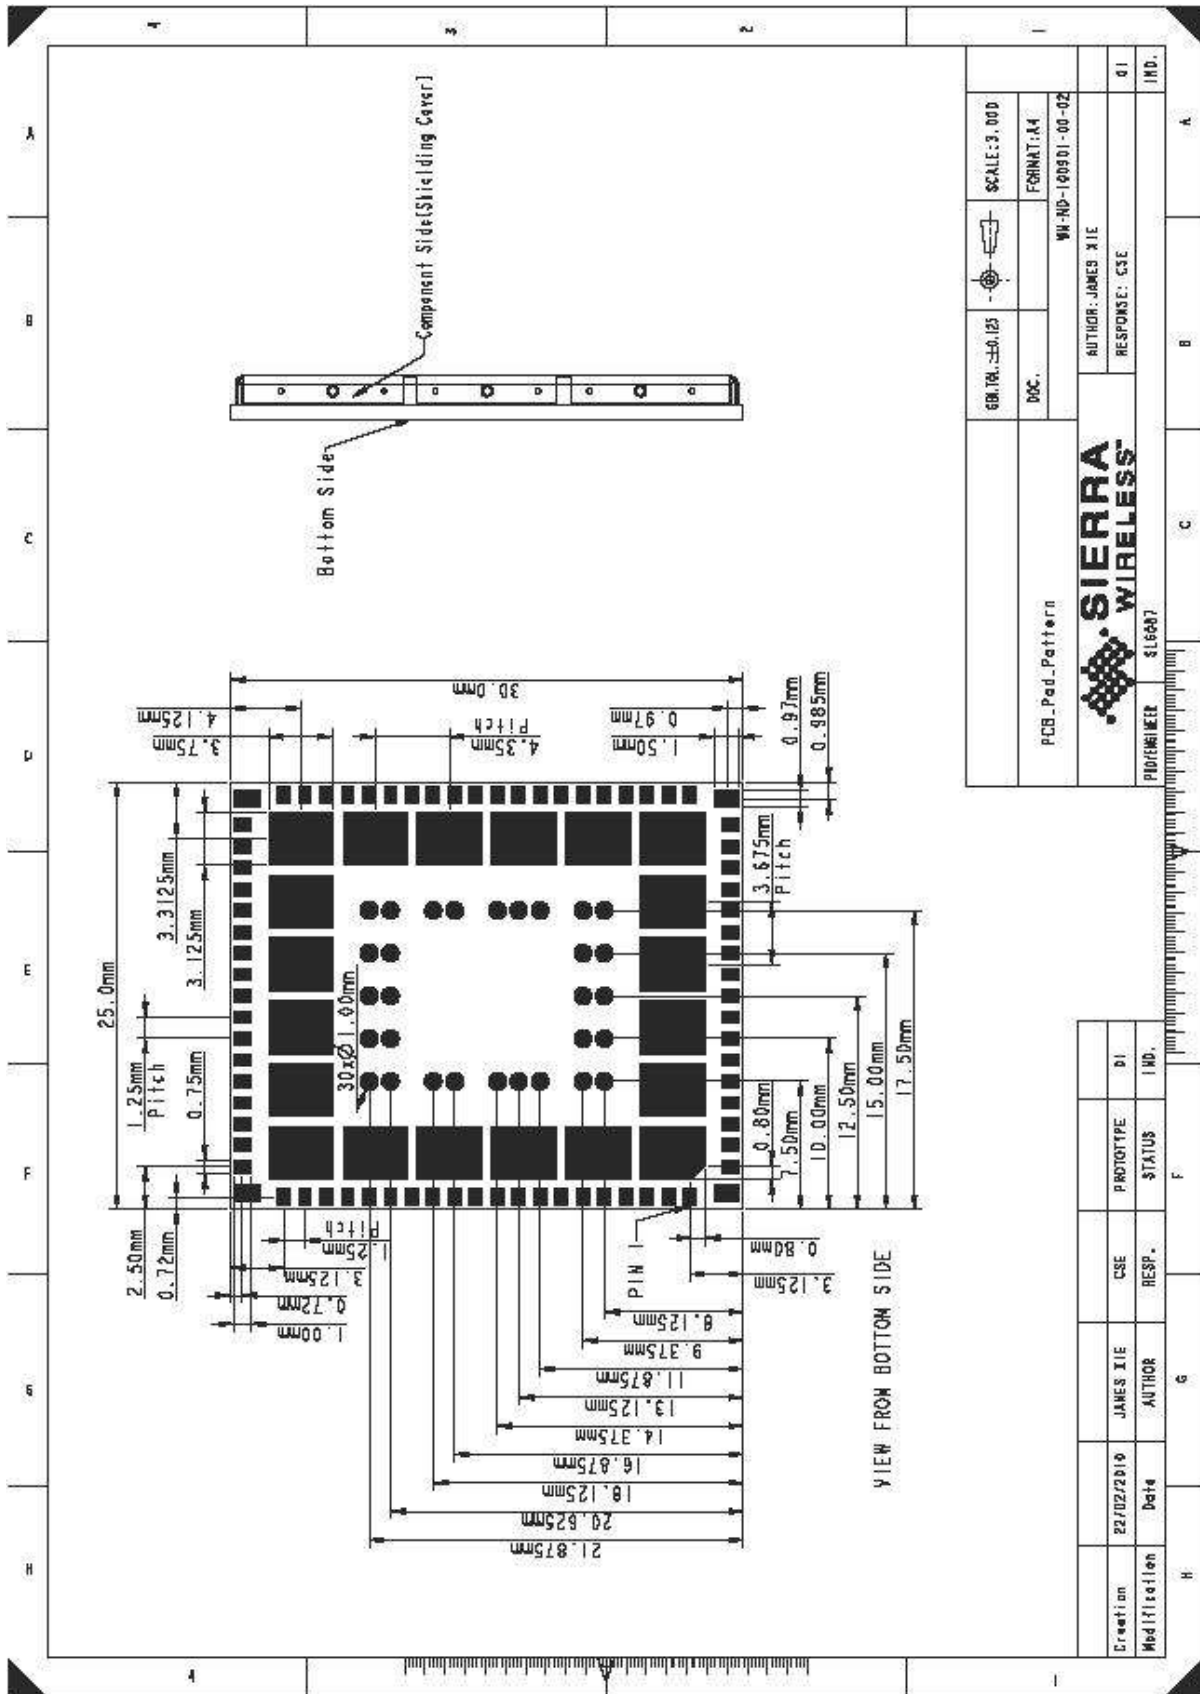 4
3
2
1
A
B
C
D
E
F
G
H
Component Side(Shielding Cover)
Bottom Side
25.0mm
3.3125mm
3.125mm
1.25mm
Pitch
0.75mm
2.50mm
0.72mm
30xØ1.00mm
30.0mm
4.125mm
3.75mm
4.35mm
Pitch
0.97mm
1.50mm
0.97mm
0.985mm
3.675mm
Pitch
0.80mm
7.50mm
10.00mm
12.50mm
15.00mm
17.50mm
Pitch
1.25mm
3.125mm
0.72mm
1.00mm
PIN 1
0.80mm
3.125mm
8.125mm
9.375mm
11.875mm
13.125mm
14.375mm
16.875mm
18.125mm
20.625mm
21.875mm
VIEW FROM BOTTOM SIDE
GEN.TOL.:±0.125
SCALE:3.000
DOC.
FORMAT:A4
PCB_Pad_Pattern
AUTHOR: JAMES XIE
RESPONSE: CSE
01
SIERRA
WIRELESS™
PRO/ENGINEER
SL6087
IND.
Creation
22/02/2010
JAMES XIE
CSE
PROTOTYPE
01
Modification
Date
AUTHOR
RESP.
STATUS
IND.
A
B
C
F
G
H
4
1